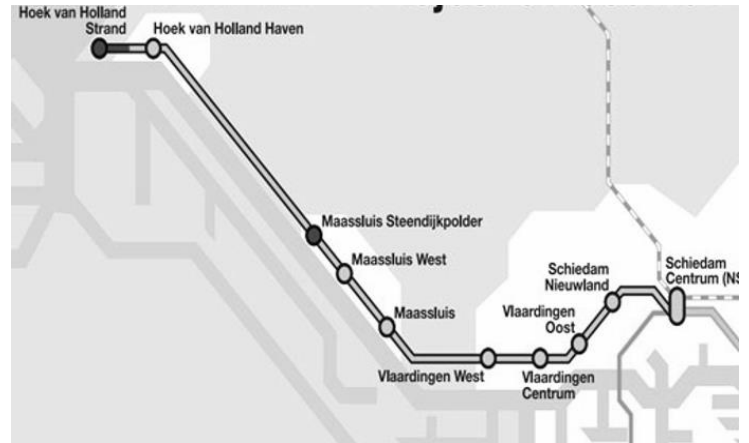 Hoek van Holland
Strand
Hoek van Holland Haven
Maassluis Steendijkpolder
Maassluis West
Maassluis
Vlaardingen West
Vlaardingen
Centrum
Vlaardingen
Oost
Schiedam
Nieuwland
Schiedam
Centrum (NS